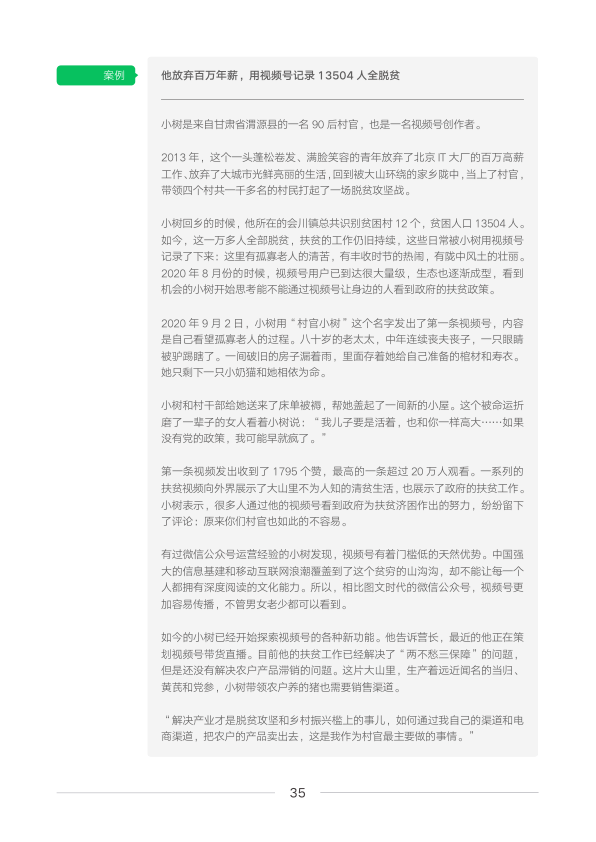 案例
他放弃百万年薪，用视频号记录 13504 人全脱贫
小树是来自甘肃省渭源县的一名 90 后村官，也是一名视频号创作者。
2013 年，这个一头蓬松卷发、满脸笑容的青年放弃了北京 IT 大厂的百万高薪
工作、放弃了大城市光鲜亮丽的生活，回到被大山环绕的家乡陇中，当上了村官，
带领四个村共一千多名的村民打起了一场脱贫攻坚战。
小树回乡的时候，他所在的会川镇总共识别贫困村 12 个，贫困人口 13504 人。
如今，这一万多人全部脱贫，扶贫的工作仍旧持续，这些日常被小树用视频号
记录了下来：这里有孤寡老人的清苦，有丰收时节的热闹，有陇中风土的壮丽。
2020 年 8 月份的时候，视频号用户已到达很大量级，生态也逐渐成型，看到
机会的小树开始思考能不能通过视频号让身边的人看到政府的扶贫政策。
2020 年 9 月 2 日，小树用“村官小树”这个名字发出了第一条视频号，内容
是自己看望孤寡老人的过程。八十岁的老太太，中年连续丧夫丧子，一只眼睛
被驴踢瞎了。一间破旧的房子漏着雨，里面存着她给自己准备的棺材和寿衣。
她只剩下一只小奶猫和她相依为命。
小树和村干部给她送来了床单被褥，帮她盖起了一间新的小屋。这个被命运折
磨了一辈子的女人看着小树说：“我儿子要是活着，也和你一样高大……如果
没有党的政策，我可能早就疯了。”
第一条视频发出收到了 1795 个赞，最高的一条超过 20 万人观看。一系列的
扶贫视频向外界展示了大山里不为人知的清贫生活，也展示了政府的扶贫工作。
小树表示，很多人通过他的视频号看到政府为扶贫济困作出的努力，纷纷留下
了评论：原来你们村官也如此的不容易。
有过微信公众号运营经验的小树发现，视频号有着门槛低的天然优势。中国强
大的信息基建和移动互联网浪潮覆盖到了这个贫穷的山沟沟，却不能让每一个
人都拥有深度阅读的文化能力。所以，相比图文时代的微信公众号，视频号更
加容易传播，不管男女老少都可以看到。
如今的小树已经开始探索视频号的各种新功能。他告诉营长，最近的他正在策
划视频号带货直播。目前他的扶贫工作已经解决了“两不愁三保障”的问题，
但是还没有解决农户产品滞销的问题。这片大山里，生产着远近闻名的当归、
黄芪和党参，小树带领农户养的猪也需要销售渠道。
“解决产业才是脱贫攻坚和乡村振兴槛上的事儿，如何通过我自己的渠道和电
商渠道，把农户的产品卖出去，这是我作为村官最主要做的事情。”
35